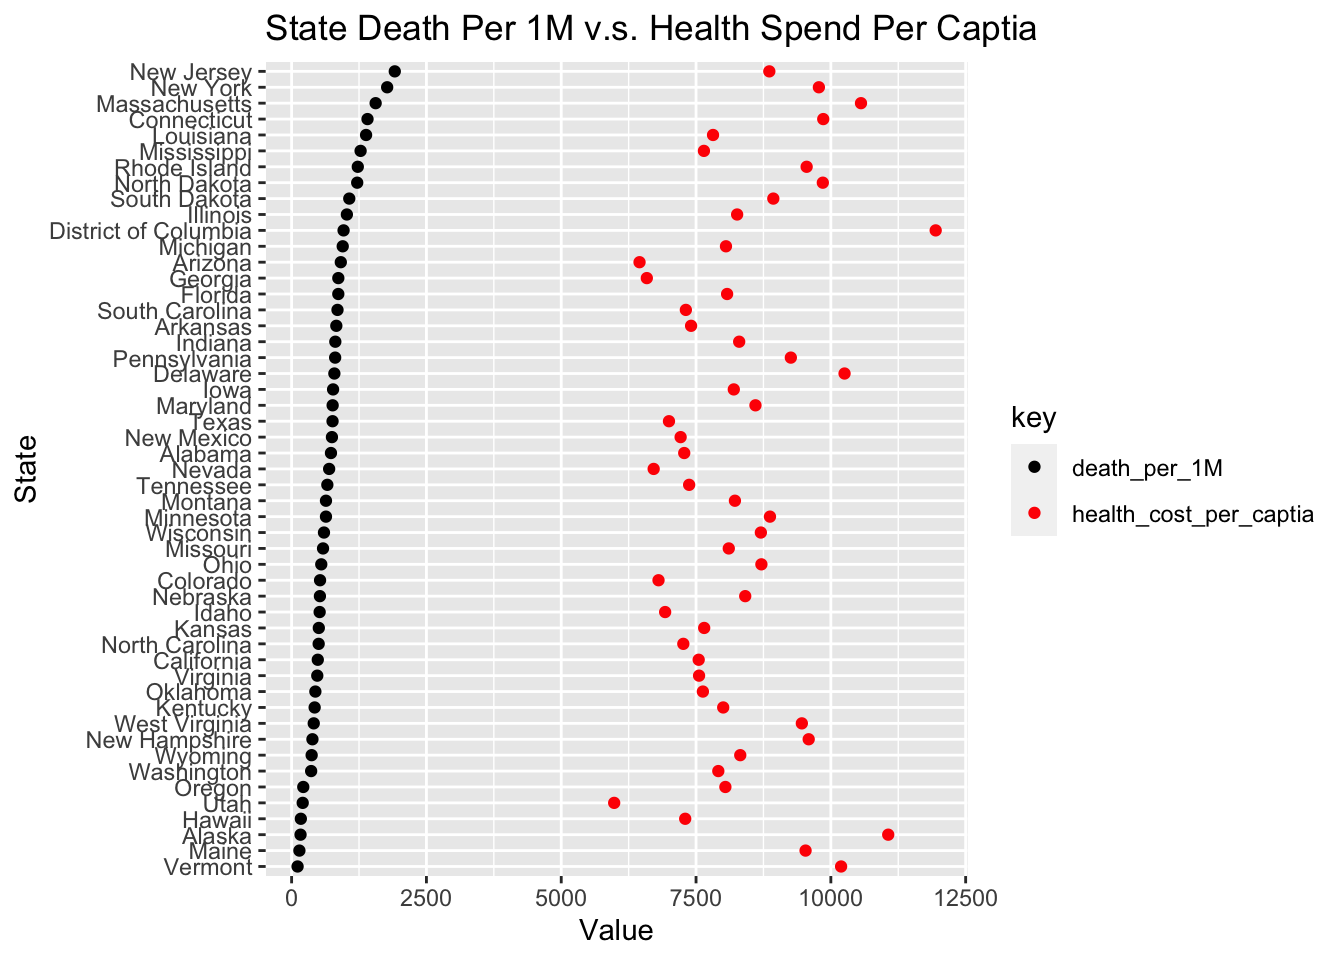 State Death Per 1M v.s. Health Spend Per Captia
New Jersey
New York
Massachusetts
Connecticut
Louisiana
Mississippi
Rhode Island
North Dakota
South Dakota
Illinois
District of Columbia
Michigan
Arizona
Georgia
Florida
South Carolina
Arkansas
Indiana
Pennsylvania
Delaware
Iowa
Maryland
Texas
New Mexico
Alabama
Nevada
Tennessee
Montana
Minnesota
Wisconsin
Missouri
Ohio
Colorado
Nebraska
Idaho
Kansas
North Carolina
California
Virginia
Oklahoma
Kentucky
West Virginia
New Hampshire
Wyoming
Washington
Oregon
Utah
Hawaii
Alaska
Maine
Vermont
State
0 2500 5000 7500 10000 12500
Value
key
death_per_1M
health_cost_per_captia